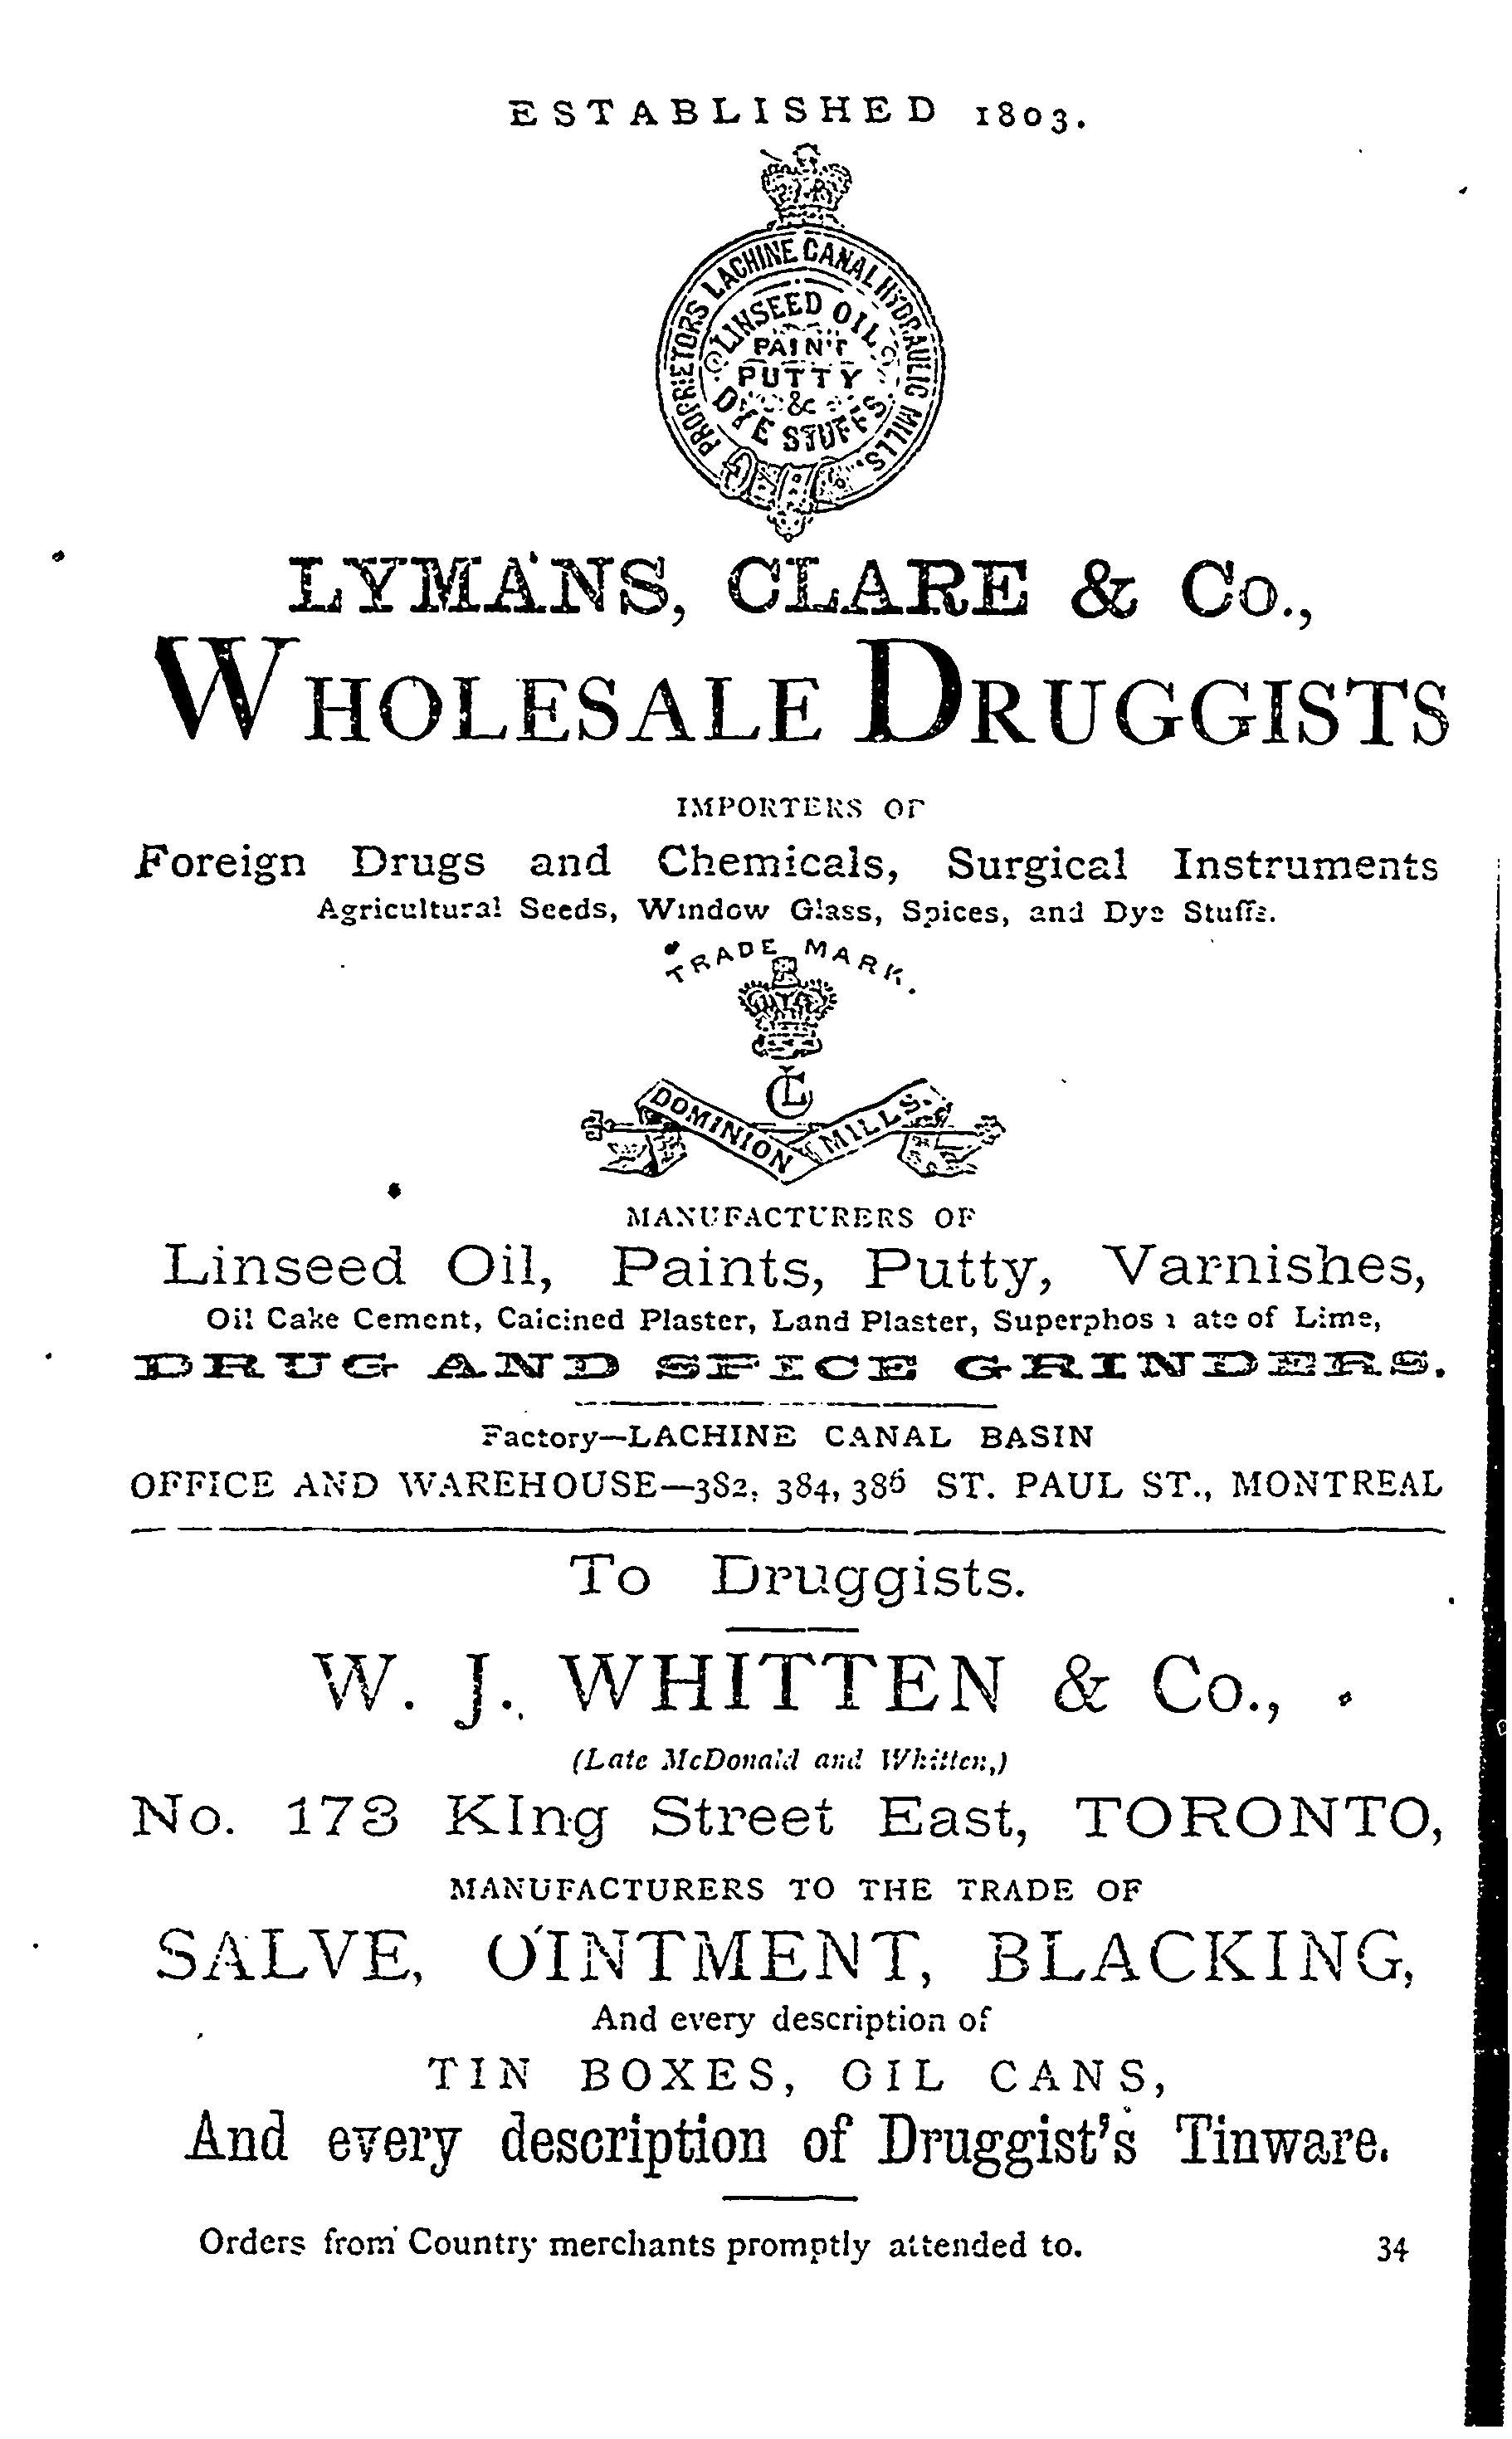 ESTABLISHED 1803.
PROPRIETORS LACHINE CANAL HYDRAULIC MILLS.
LINSEED OIL
PAINT
PUTTY
&
DYE STUFFS.
LYMANS, CLARE & Co.,
WHOLESALE DRUGGISTS
IMPORTERS OF
Foreign Drugs and Chemicals, Surgical Instruments
Agricultural Seeds, Window Glass, Spices, and Dye Stuffs.
TRADE MARK.
LC
DOMINION MILLS.
MANUFACTURERS OF
Linseed Oil, Paints, Putty, Varnishes,
Oil Cake Cement, Calcined Plaster, Land Plaster, Superphos ate of Lime,
DRUG AND SPICE GRINDERS.
Factory—LACHINE CANAL BASIN
OFFICE AND WAREHOUSE—382, 384, 386 ST. PAUL ST., MONTREAL
To Druggists.
W. J. WHITTEN & Co.,
(Late McDonald and Whitten,)
No. 173 KIng Street East, TORONTO,
MANUFACTURERS TO THE TRADE OF
SALVE, OINTMENT, BLACKING,
And every description of
TIN BOXES, OIL CANS,
And every description of Druggist's Tinware.
Orders from Country merchants promptly attended to. 34